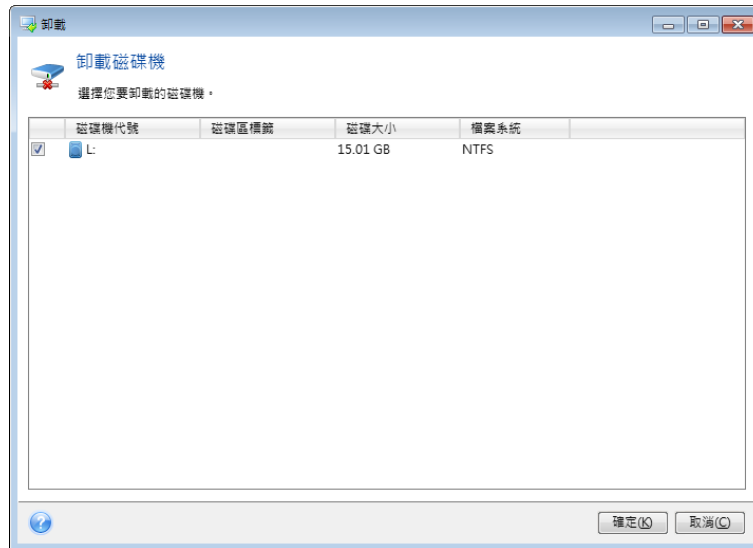 卸載
卸載磁碟機
選擇您要卸載的磁碟機。
磁碟機代號 磁碟區標籤 磁碟大小 檔案系統
L: 15.01 GB NTFS
確定(K) 取消(C)